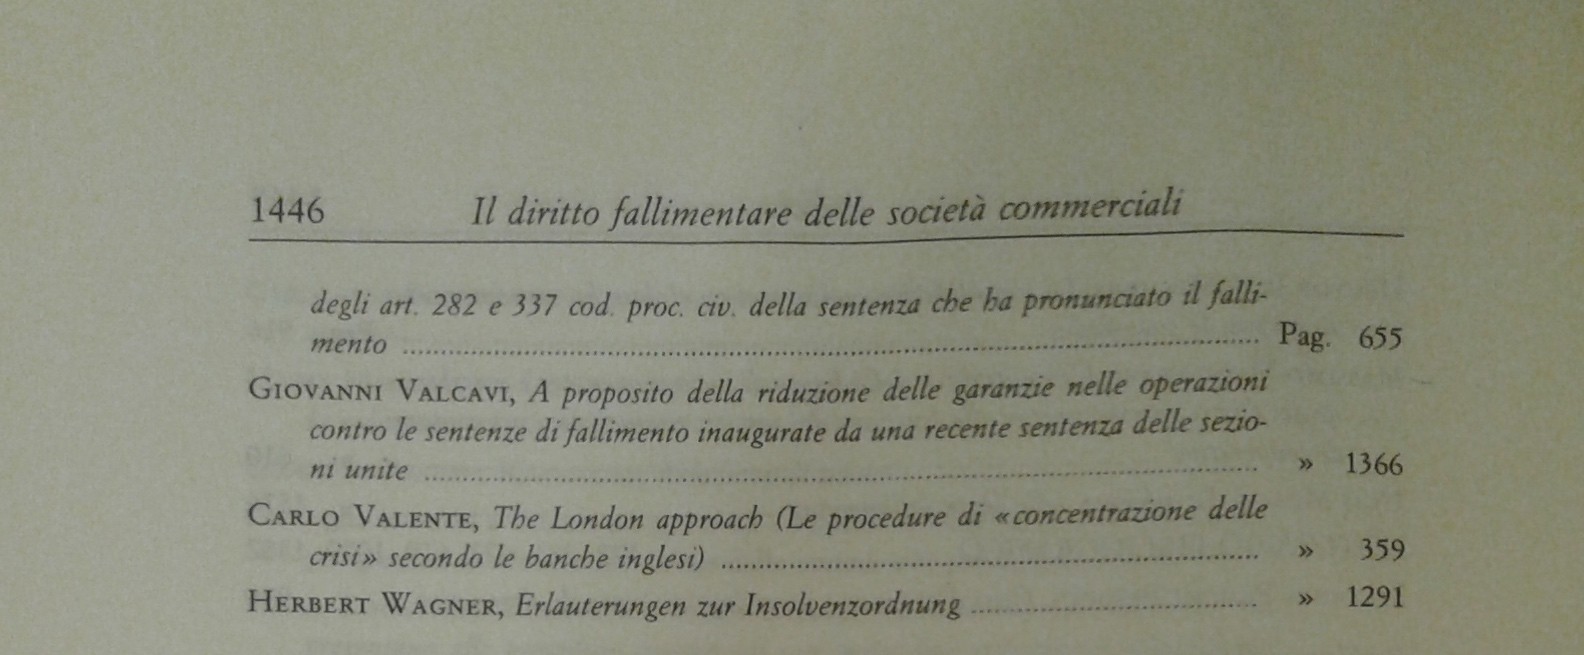 1446 Il diritto fallimentare delle società commerciali
degli art. 282 e 337 cod. proc. civ. della sentenza che ha pronunciato il falli-
mento ........................................ Pag. 655
GIOVANNI VALCAVI, A proposito della riduzione delle garanzie nelle operazioni
contro le sentenze di fallimento inaugurate da una recente sentenza delle sezio-
ni unite ........................................ » 1366
CARLO VALENTE, The London approach (Le procedure di «concentrazione delle
crisi» secondo le banche inglesi) ........................................ » 359
HERBERT WAGNER, Erlauterungen zur Insolvenzordnung ........................................ » 1291